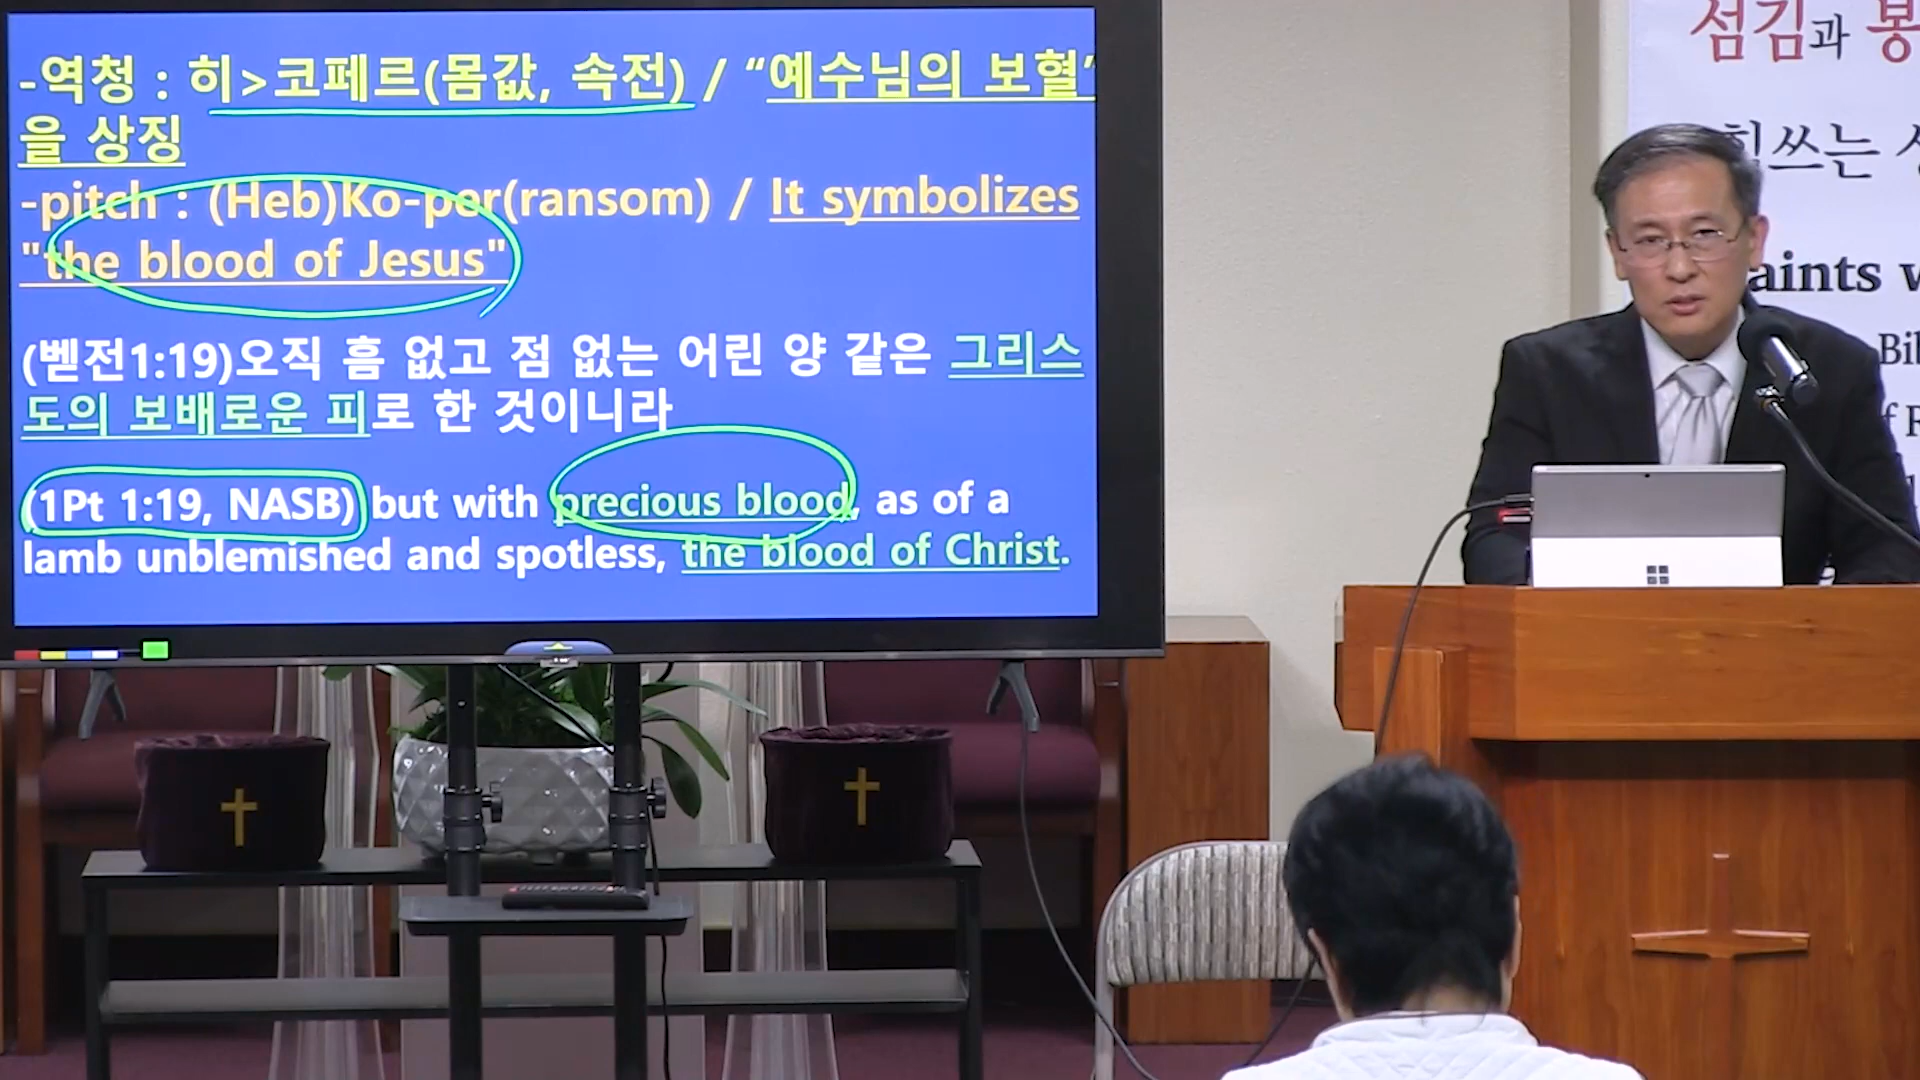 -역청 : 히>코페르(몸값, 속전) / “예수님의 보혈”
을 상징
-pitch : (Heb)Ko-per(ransom) / It symbolizes
"the blood of Jesus"
(벧전1:19)오직 흠 없고 점 없는 어린 양 같은 그리스
도의 보배로운 피로 한 것이니라
(1Pt 1:19, NASB) but with precious blood, as of a
lamb unblemished and spotless, the blood of Christ.
섬김과 봉
힘쓰는
aints w
Bil
f R